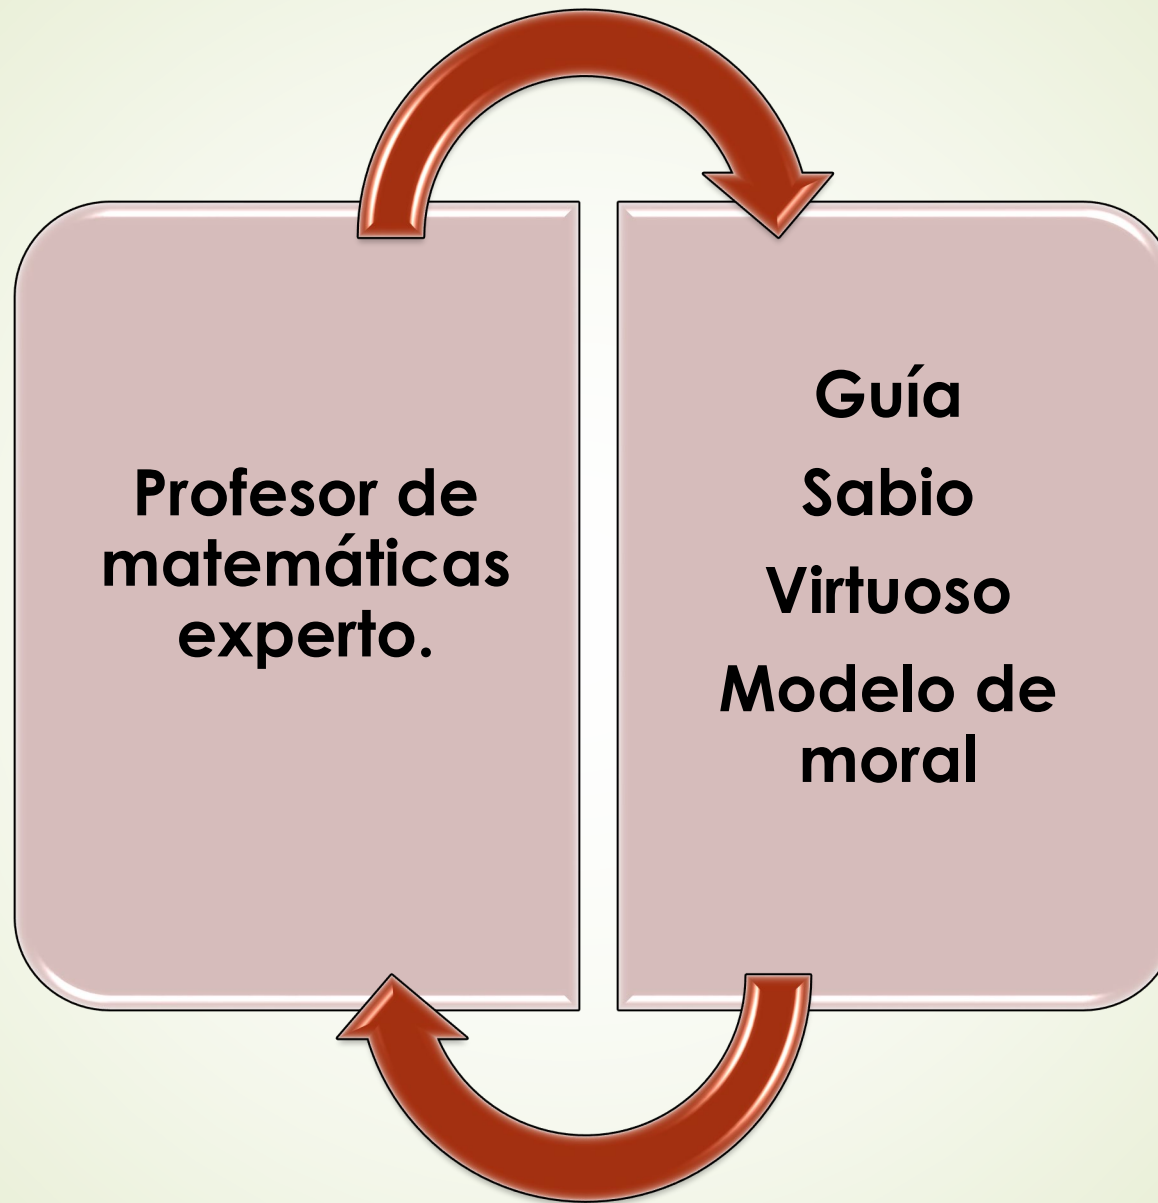 Profesor de
matemáticas
experto.
Guía
Sabio
Virtuoso
Modelo de
moral